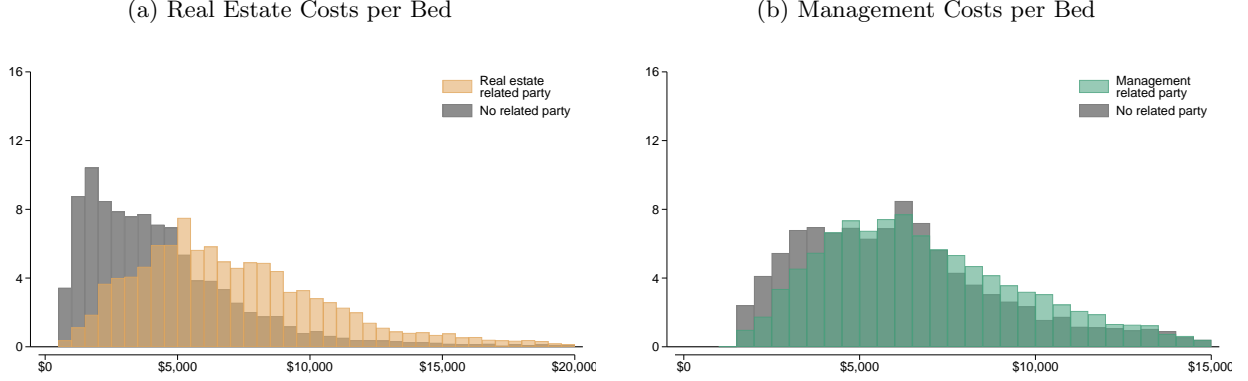 (a) Real Estate Costs per Bed
16
12
8
4
0
$0
$5,000
$10,000
$15,000
$20,000
Real estate
related party
No related party
(b) Management Costs per Bed
16
12
8
4
0
$0
$5,000
$10,000
$15,000
Management
related party
No related party